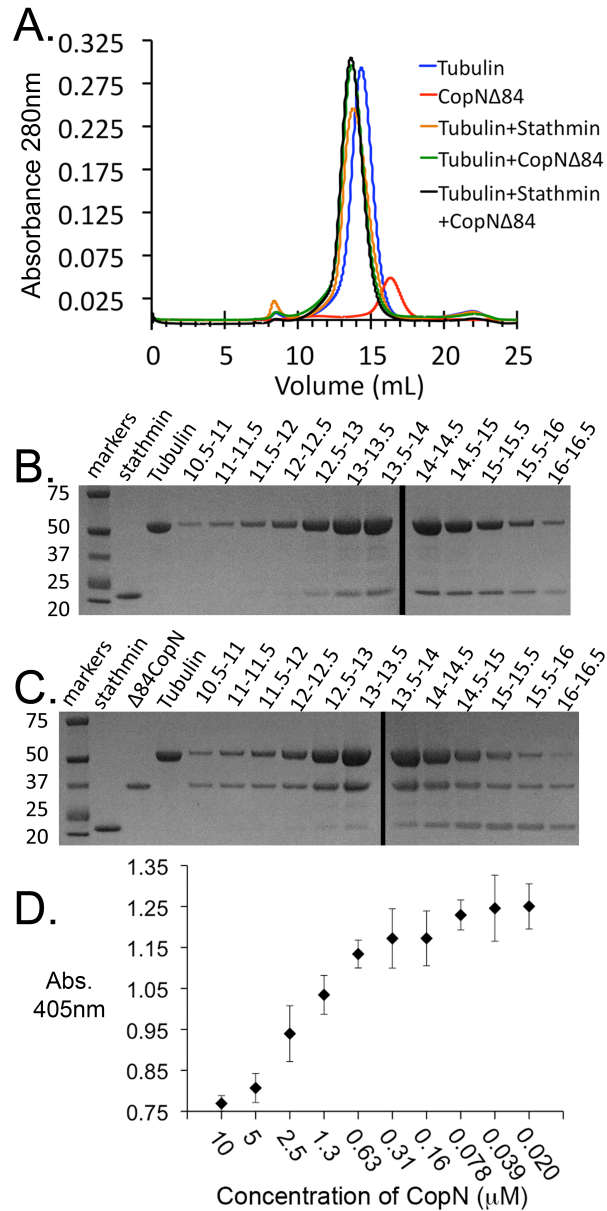 A.
0.325
0.275
0.225
0.175
0.125
0.075
0.025
Absorbance 280nm
Tubulin
CopNΔ84
Tubulin+Stathmin
Tubulin+CopNΔ84
Tubulin+Stathmin
+CopNΔ84
0 5 10 15 20 25
Volume (mL)
B.
markers stathmin Tubulin 10.5-11 11-11.5 11.5-12 12-12.5 12.5-13 13-13.5 13.5-14 14-14.5 14.5-15 15-15.5 15.5-16 16-16.5
75
50
37
25
20
C.
markers stathmin Δ84CopN Tubulin 10.5-11 11-11.5 11.5-12 12-12.5 12.5-13 13-13.5 13.5-14 14-14.5 14.5-15 15-15.5 15.5-16 16-16.5
75
50
37
25
20
D.
1.35
1.25
1.15
1.05
0.95
0.85
0.75
Abs.
405nm
10 5 2.5 1.3 0.63 0.31 0.16 0.078 0.039 0.020
Concentration of CopN (μM)